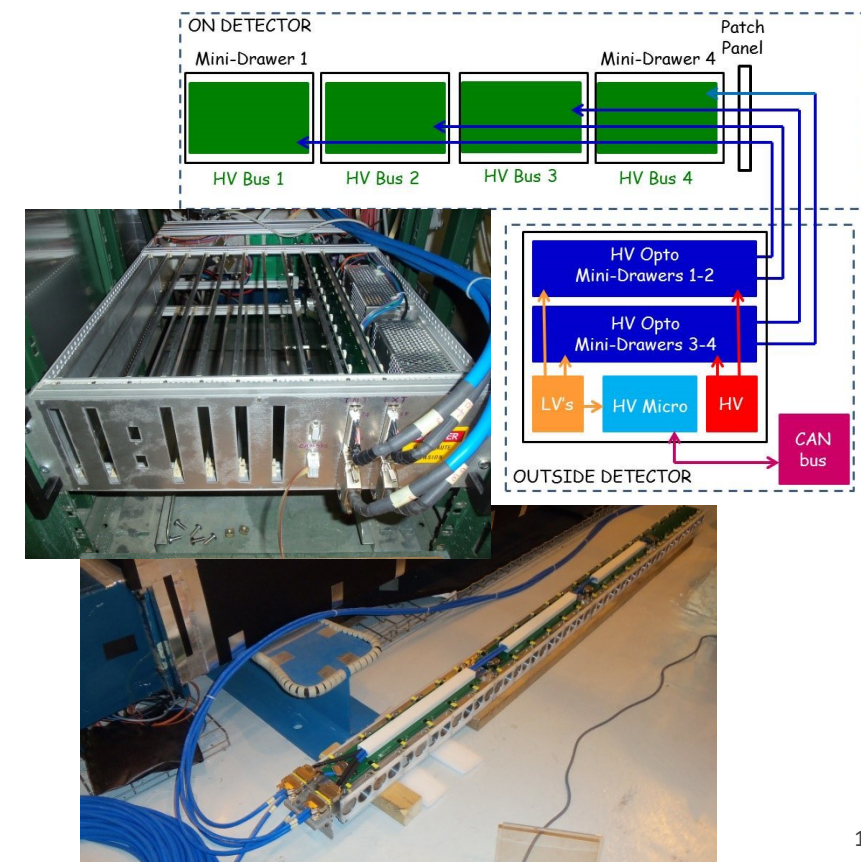 ON DETECTOR
Patch
Panel
Mini-Drawer 1
Mini-Drawer 4
HV Bus 1
HV Bus 2
HV Bus 3
HV Bus 4
HV Opto
Mini-Drawers 1-2
HV Opto
Mini-Drawers 3-4
LV's
HV Micro
HV
CAN
bus
OUTSIDE DETECTOR
1